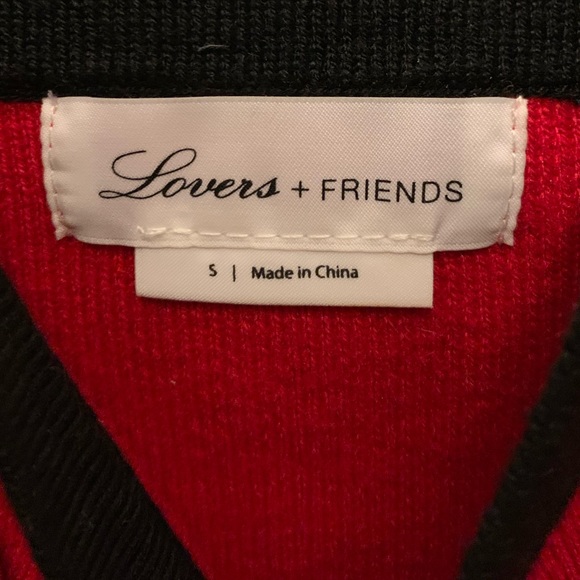 Lovers + FRIENDS
S | Made in China